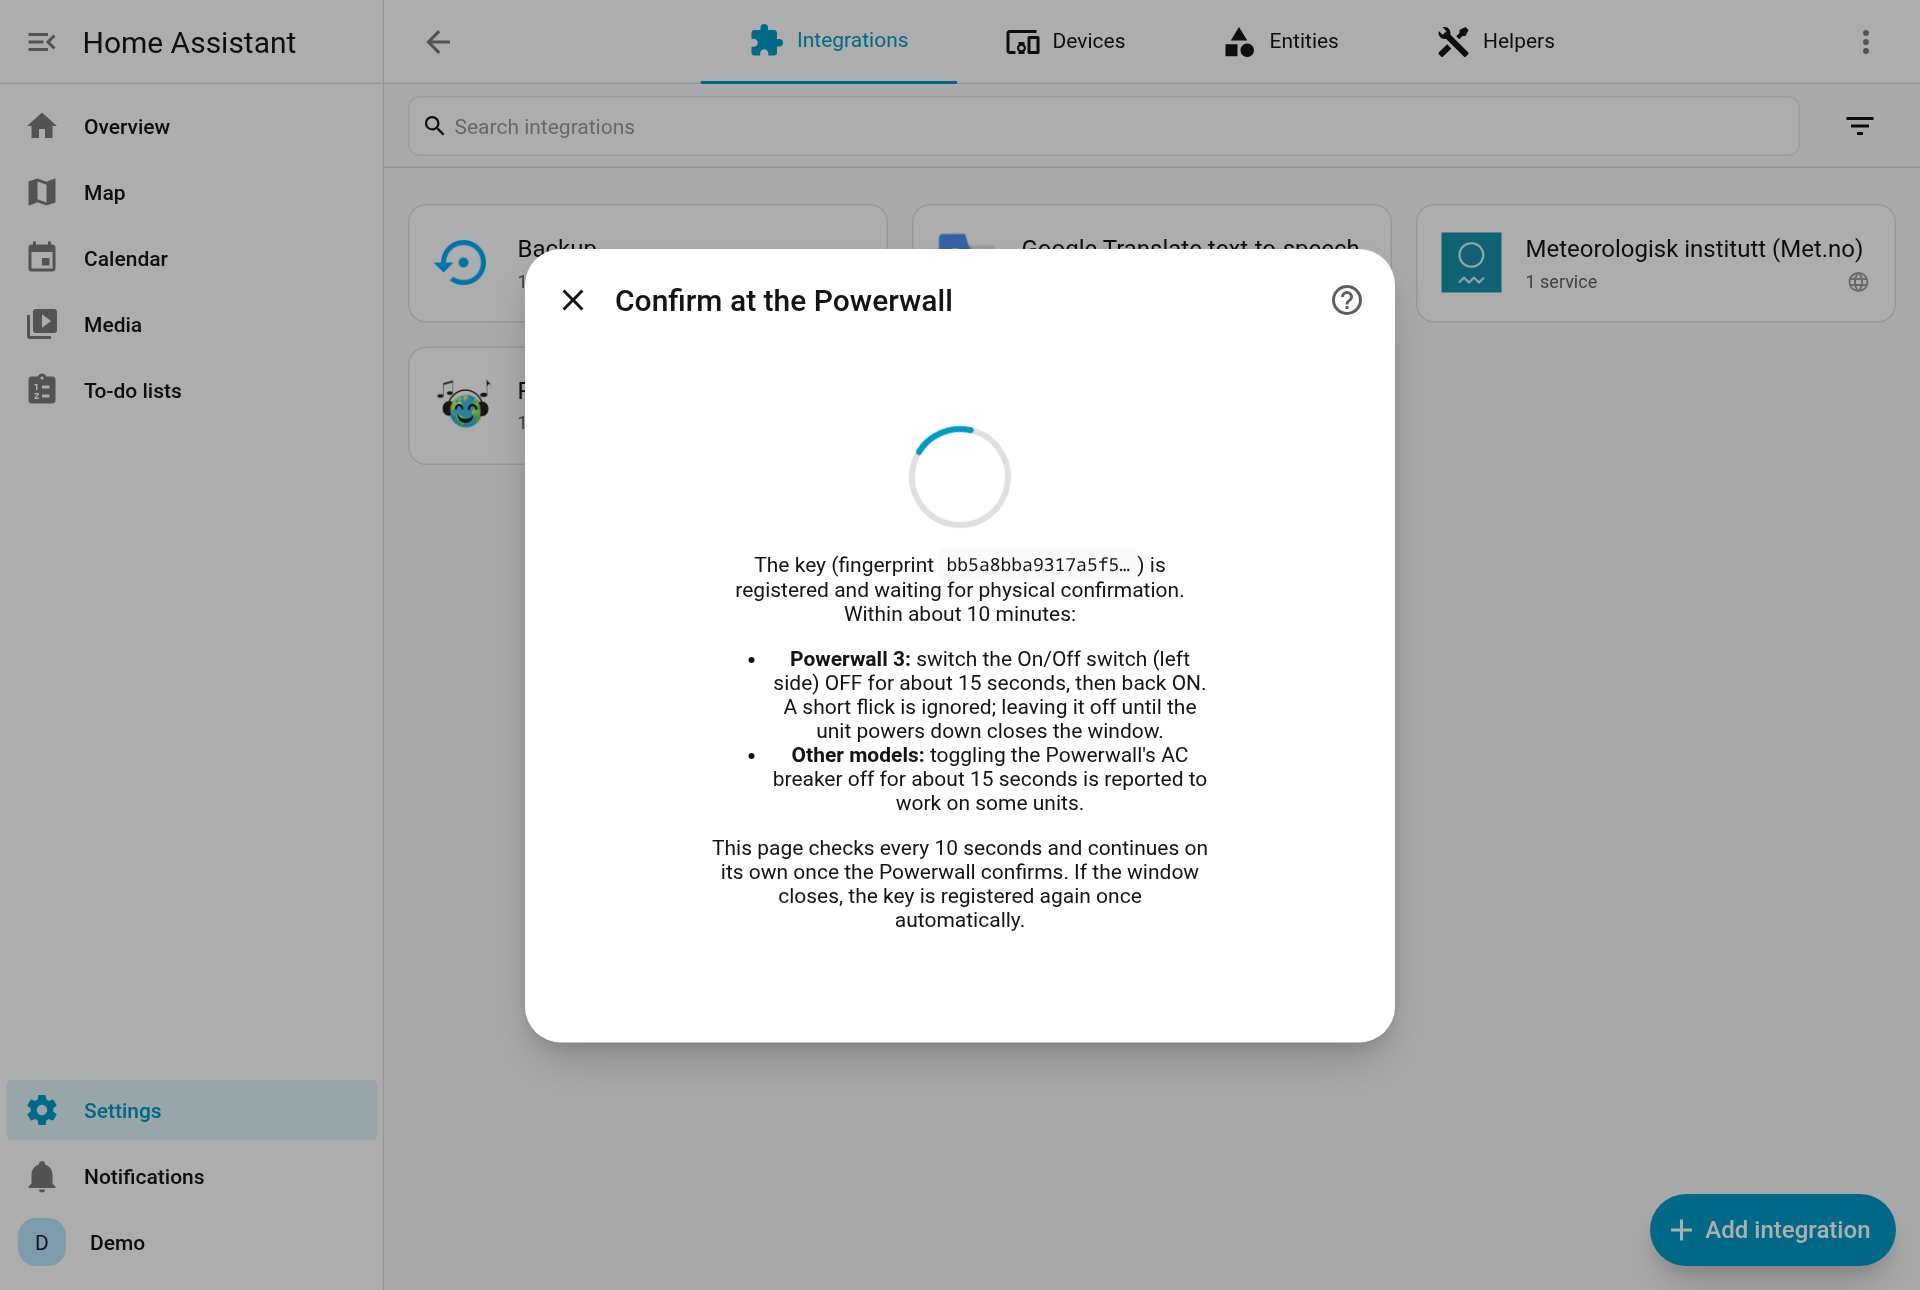 Home Assistant
Integrations
Devices
Entities
Helpers
Overview
Map
Calendar
Media
To-do lists
Search integrations
Backup
Google Translate text-to-speech
Meteorologisk institutt (Met.no)
1 service
Confirm at the Powerwall
The key (fingerprint bb5a8bba9317a5f5… ) is
registered and waiting for physical confirmation.
Within about 10 minutes:
• Powerwall 3: switch the On/Off switch (left
side) OFF for about 15 seconds, then back ON.
A short flick is ignored; leaving it off until the
unit powers down closes the window.
• Other models: toggling the Powerwall's AC
breaker off for about 15 seconds is reported to
work on some units.
This page checks every 10 seconds and continues on
its own once the Powerwall confirms. If the window
closes, the key is registered again once
automatically.
Settings
Notifications
D
Demo
Add integration